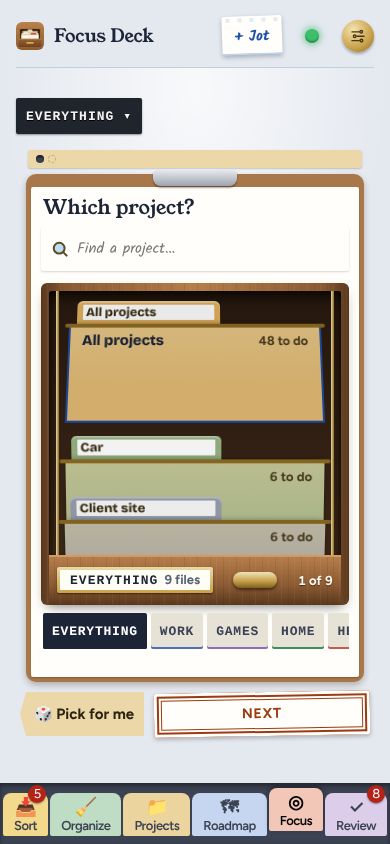 Focus Deck
+ Jot
EVERYTHING ▾
Which project?
Find a project...
All projects
All projects 48 to do
Car
6 to do
Client site
6 to do
EVERYTHING 9 files
1 of 9
EVERYTHING WORK GAMES HOME
Pick for me
NEXT
5 8
Sort Organize Projects Roadmap Focus Review